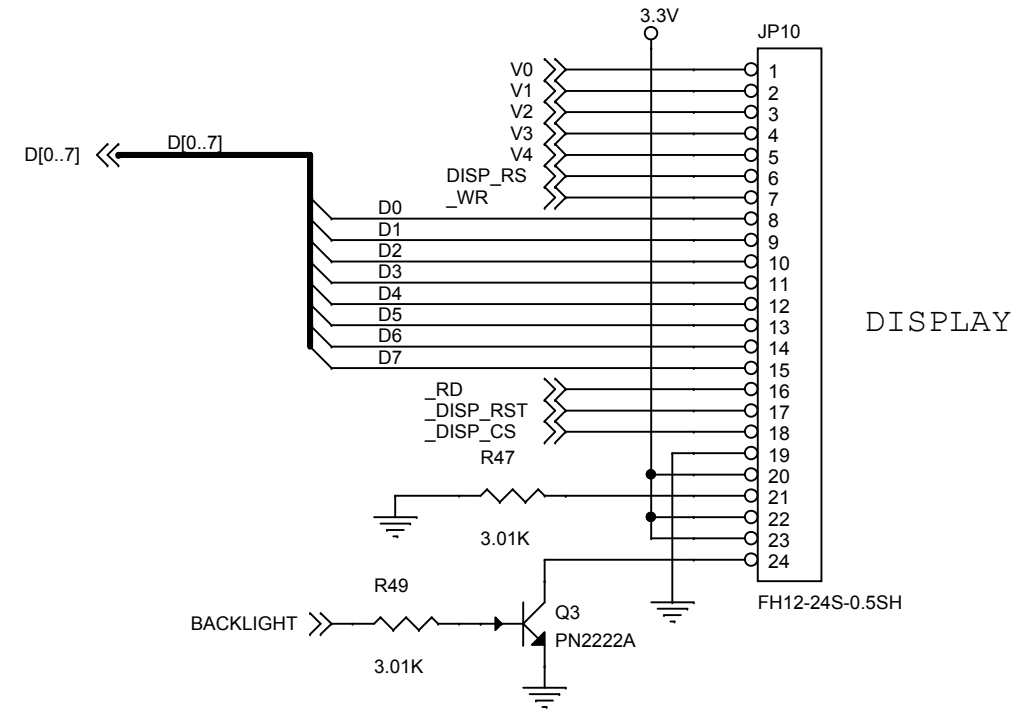 3.3V
JP10
V0
1
V1
2
V2
3
V3
4
D[0..7]
D[0..7]
V4
5
DISP_RS
6
_WR
7
D0
8
D1
9
D2
10
D3
11
D4
12
DISPLAY
D5
13
D6
14
D7
15
_RD
16
_DISP_RST
17
_DISP_CS
18
R47
19
20
21
22
3.01K
23
24
R49
FH12-24S-0.5SH
BACKLIGHT
Q3
PN2222A
3.01K